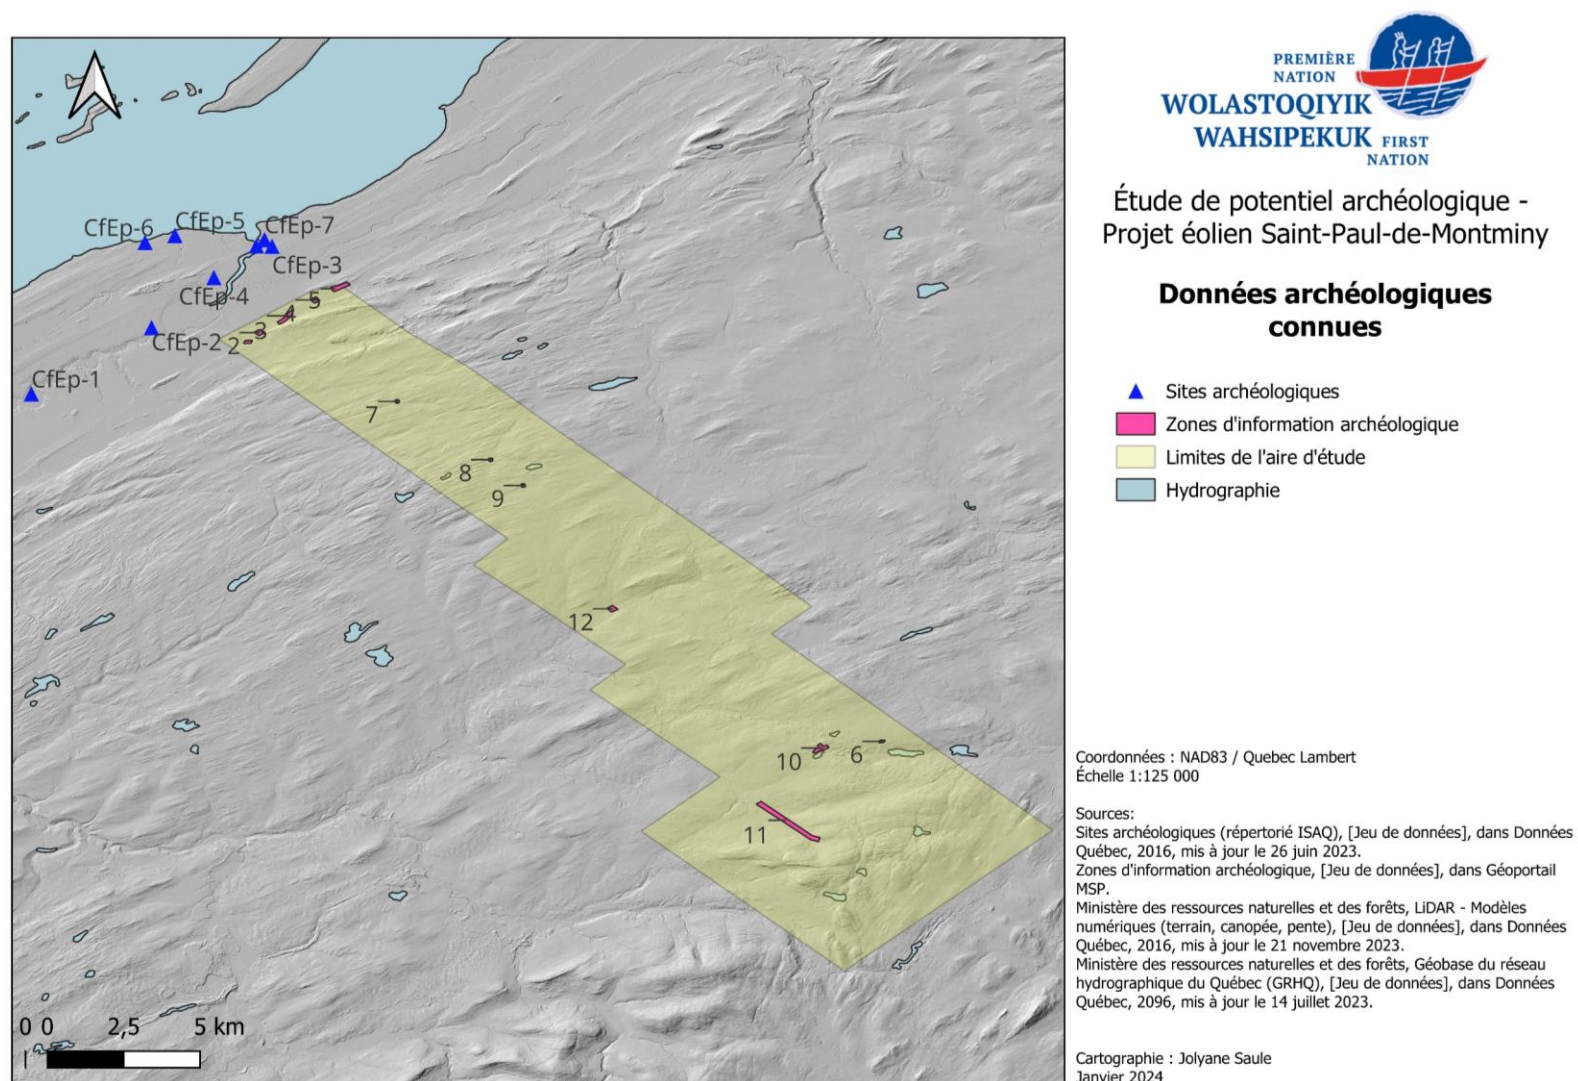 PREMIÈRE
NATION
WOLASTOQIYIK
WAHSIPEKUK FIRST
NATION
Étude de potentiel archéologique -
Projet éolien Saint-Paul-de-Montminy
Données archéologiques
connues
Sites archéologiques
Zones d'information archéologique
Limites de l'aire d'étude
Hydrographie
CfEp-6
CfEp-5
CfEp-7
CfEp-3
CfEp-4
CfEp-2
CfEp-1
5
4
3
2
7
8
9
12
10
6
11
0 0 2,5 5 km
Coordonnées : NAD83 / Quebec Lambert
Échelle 1:125 000
Sources:
Sites archéologiques (répertorié ISAQ), [Jeu de données], dans Données
Québec, 2016, mis à jour le 26 juin 2023.
Zones d'information archéologique, [Jeu de données], dans Géoportail
MSP.
Ministère des ressources naturelles et des forêts, LiDAR - Modèles
numériques (terrain, canopée, pente), [Jeu de données], dans Données
Québec, 2016, mis à jour le 21 novembre 2023.
Ministère des ressources naturelles et des forêts, Géobase du réseau
hydrographique du Québec (GRHQ), [Jeu de données], dans Données
Québec, 2096, mis à jour le 14 juillet 2023.
Cartographie : Jolyane Saule
Janvier 2024